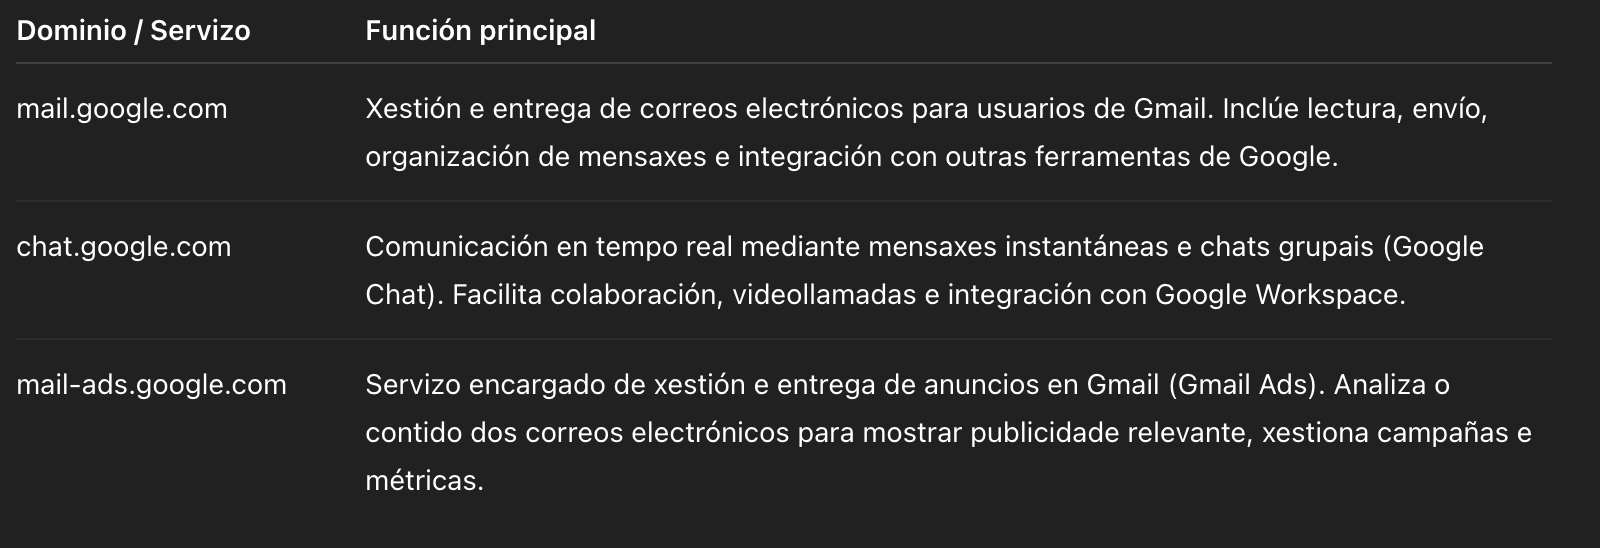 Dominio / Servizo
Función principal
mail.google.com
Xestión e entrega de correos electrónicos para usuarios de Gmail. Inclúe lectura, envío,
organización de mensaxes e integración con outras ferramentas de Google.
chat.google.com
Comunicación en tempo real mediante mensaxes instantáneas e chats grupais (Google
Chat). Facilita colaboración, videollamadas e integración con Google Workspace.
mail-ads.google.com
Servizo encargado de xestión e entrega de anuncios en Gmail (Gmail Ads). Analiza o
contido dos correos electrónicos para mostrar publicidade relevante, xestiona campañas e
métricas.